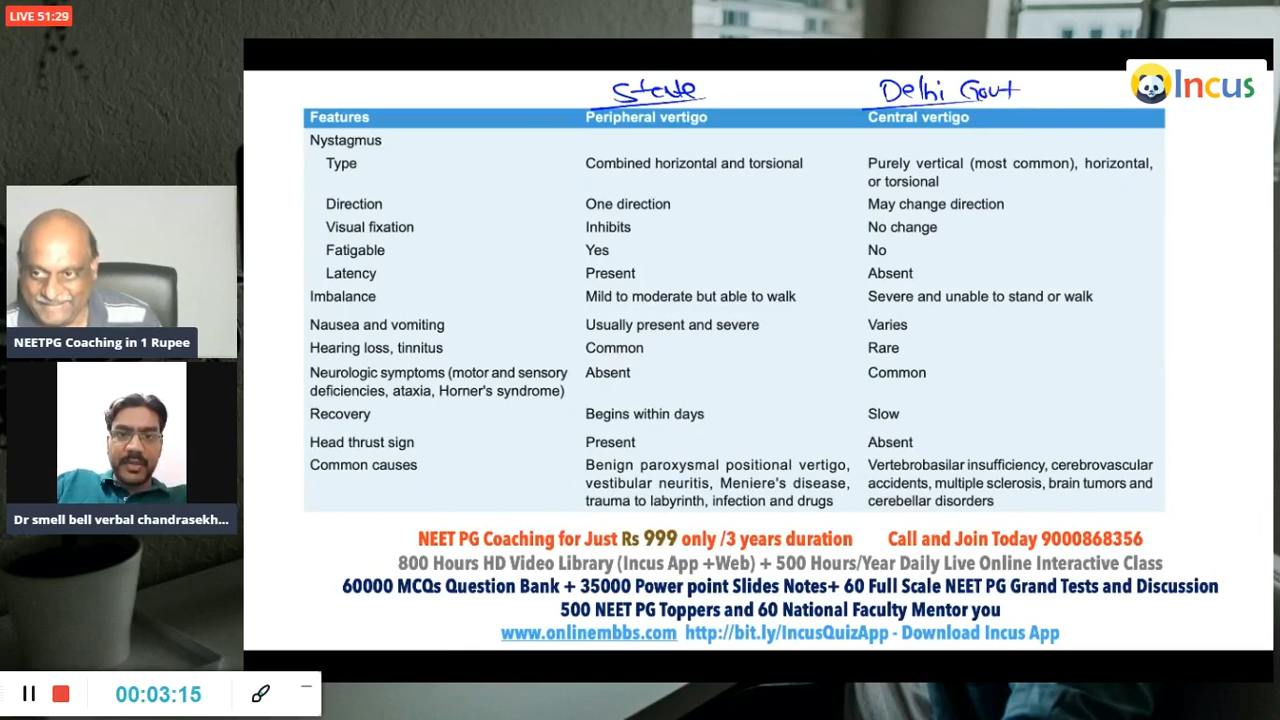 LIVE 51:29
State
Delhi Govt
Incus
Features Peripheral vertigo Central vertigo
Nystagmus
Type Combined horizontal and torsional Purely vertical (most common), horizontal,
or torsional
Direction One direction May change direction
Visual fixation Inhibits No change
Fatigable Yes No
Latency Present Absent
Imbalance Mild to moderate but able to walk Severe and unable to stand or walk
Nausea and vomiting Usually present and severe Varies
Hearing loss, tinnitus Common Rare
Neurologic symptoms (motor and sensory Absent Common
deficiencies, ataxia, Horner's syndrome)
Recovery Begins within days Slow
Head thrust sign Present Absent
Common causes Benign paroxysmal positional vertigo, Vertebrobasilar insufficiency, cerebrovascular
vestibular neuritis, Meniere's disease, accidents, multiple sclerosis, brain tumors and
trauma to labyrinth, infection and drugs cerebellar disorders
NEETPG Coaching in 1 Rupee
Dr smell bell verbal chandrasekh...
NEET PG Coaching for Just Rs 999 only /3 years duration Call and Join Today 9000868356
800 Hours HD Video Library (Incus App +Web) + 500 Hours/Year Daily Live Online Interactive Class
60000 MCQs Question Bank + 35000 Power point Slides Notes+ 60 Full Scale NEET PG Grand Tests and Discussion
500 NEET PG Toppers and 60 National Faculty Mentor you
www.onlinembbs.com http://bit.ly/IncusQuizApp - Download Incus App
00:03:15